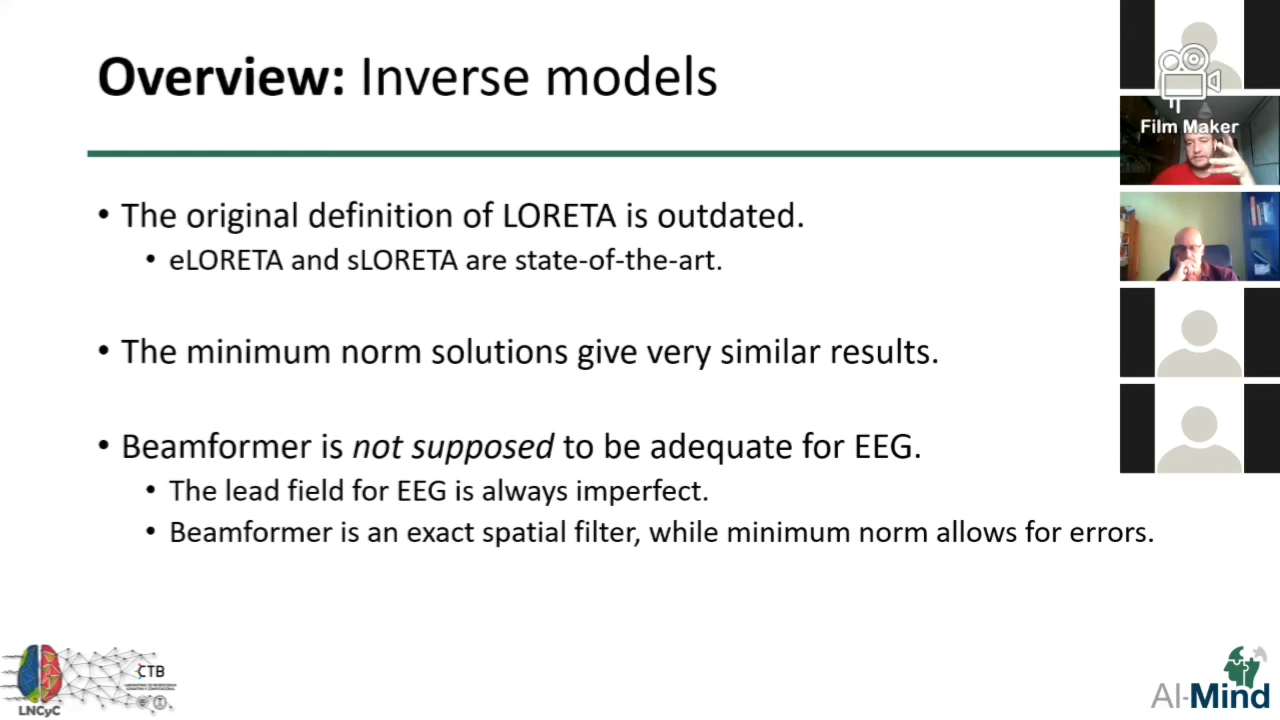 Overview: Inverse models
Film Maker
• The original definition of LORETA is outdated.
• eLORETA and sLORETA are state-of-the-art.
• The minimum norm solutions give very similar results.
• Beamformer is not supposed to be adequate for EEG.
• The lead field for EEG is always imperfect.
• Beamformer is an exact spatial filter, while minimum norm allows for errors.
LNCyC
CTB
AI-Mind